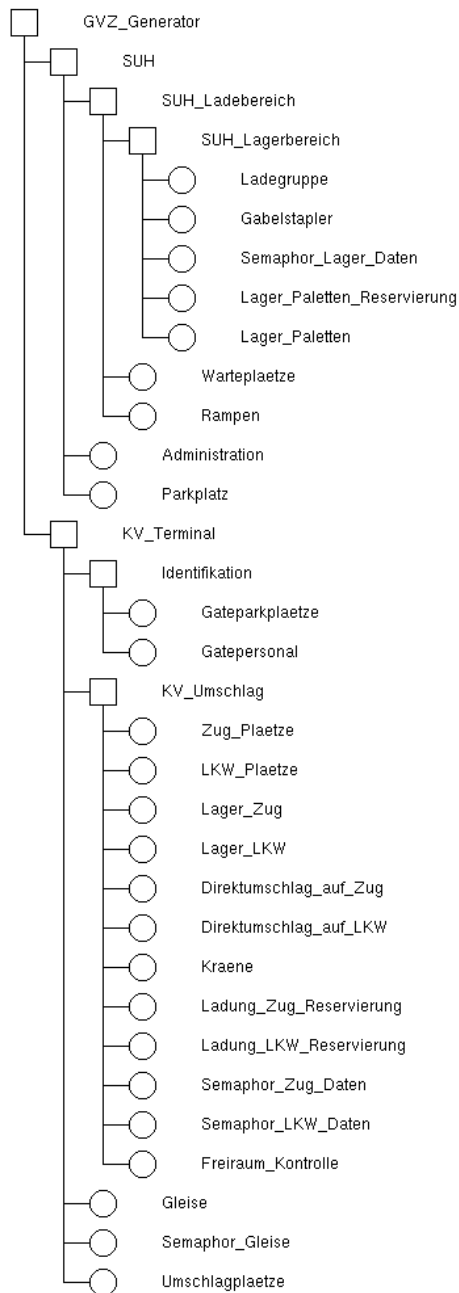 GVZ_Generator
SUH
SUH_Ladebereich
SUH_Lagerbereich
Ladegruppe
Gabelstapler
Semaphor_Lager_Daten
Lager_Paletten_Reservierung
Lager_Paletten
Warteplaetze
Rampen
Administration
Parkplatz
KV_Terminal
Identifikation
Gateparkplaetze
Gatepersonal
KV_Umschlag
Zug_Plaetze
LKW_Plaetze
Lager_Zug
Lager_LKW
Direktumschlag_auf_Zug
Direktumschlag_auf_LKW
Kraene
Ladung_Zug_Reservierung
Ladung_LKW_Reservierung
Semaphor_Zug_Daten
Semaphor_LKW_Daten
Freiraum_Kontrolle
Gleise
Semaphor_Gleise
Umschlagplaetze